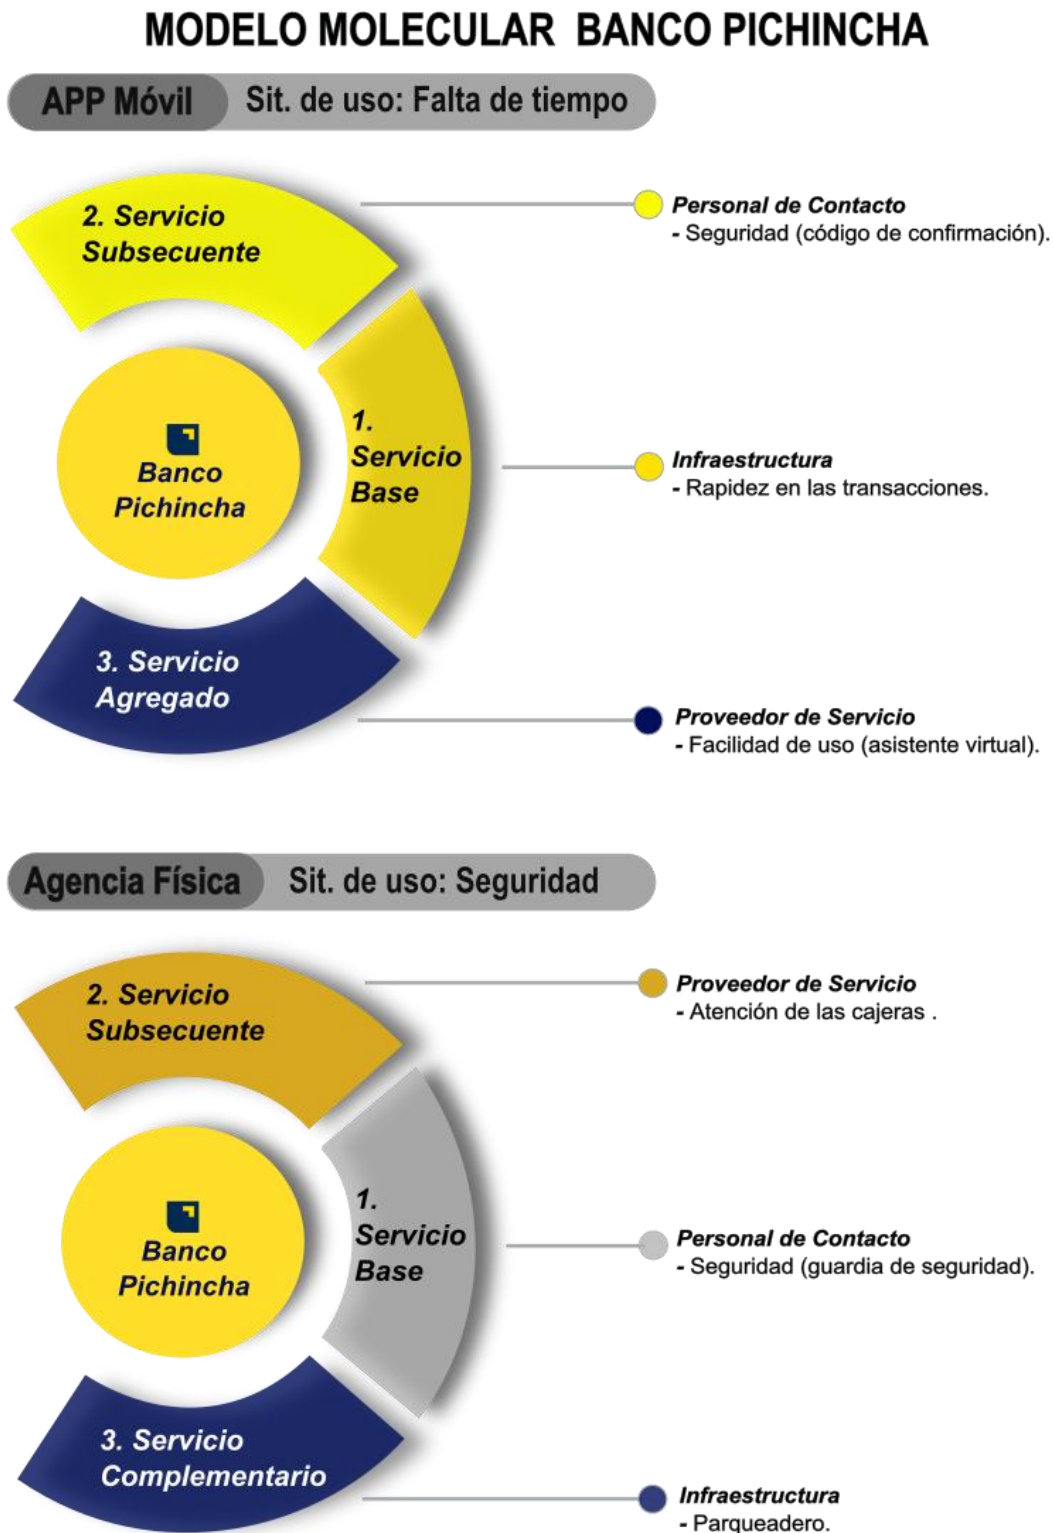 MODELO MOLECULAR BANCO PICHINCHA
APP Móvil
Sit. de uso: Falta de tiempo
2. Servicio
Subsecuente
Personal de Contacto
- Seguridad (código de confirmación).
1.
Servicio
Base
Infraestructura
- Rapidez en las transacciones.
Banco
Pichincha
3. Servicio
Agregado
Proveedor de Servicio
- Facilidad de uso (asistente virtual).
Agencia Física
Sit. de uso: Seguridad
2. Servicio
Subsecuente
Proveedor de Servicio
- Atención de las cajeras .
1.
Servicio
Base
Personal de Contacto
- Seguridad (guardia de seguridad).
Banco
Pichincha
3. Servicio
Complementario
Infraestructura
- Parqueadero.